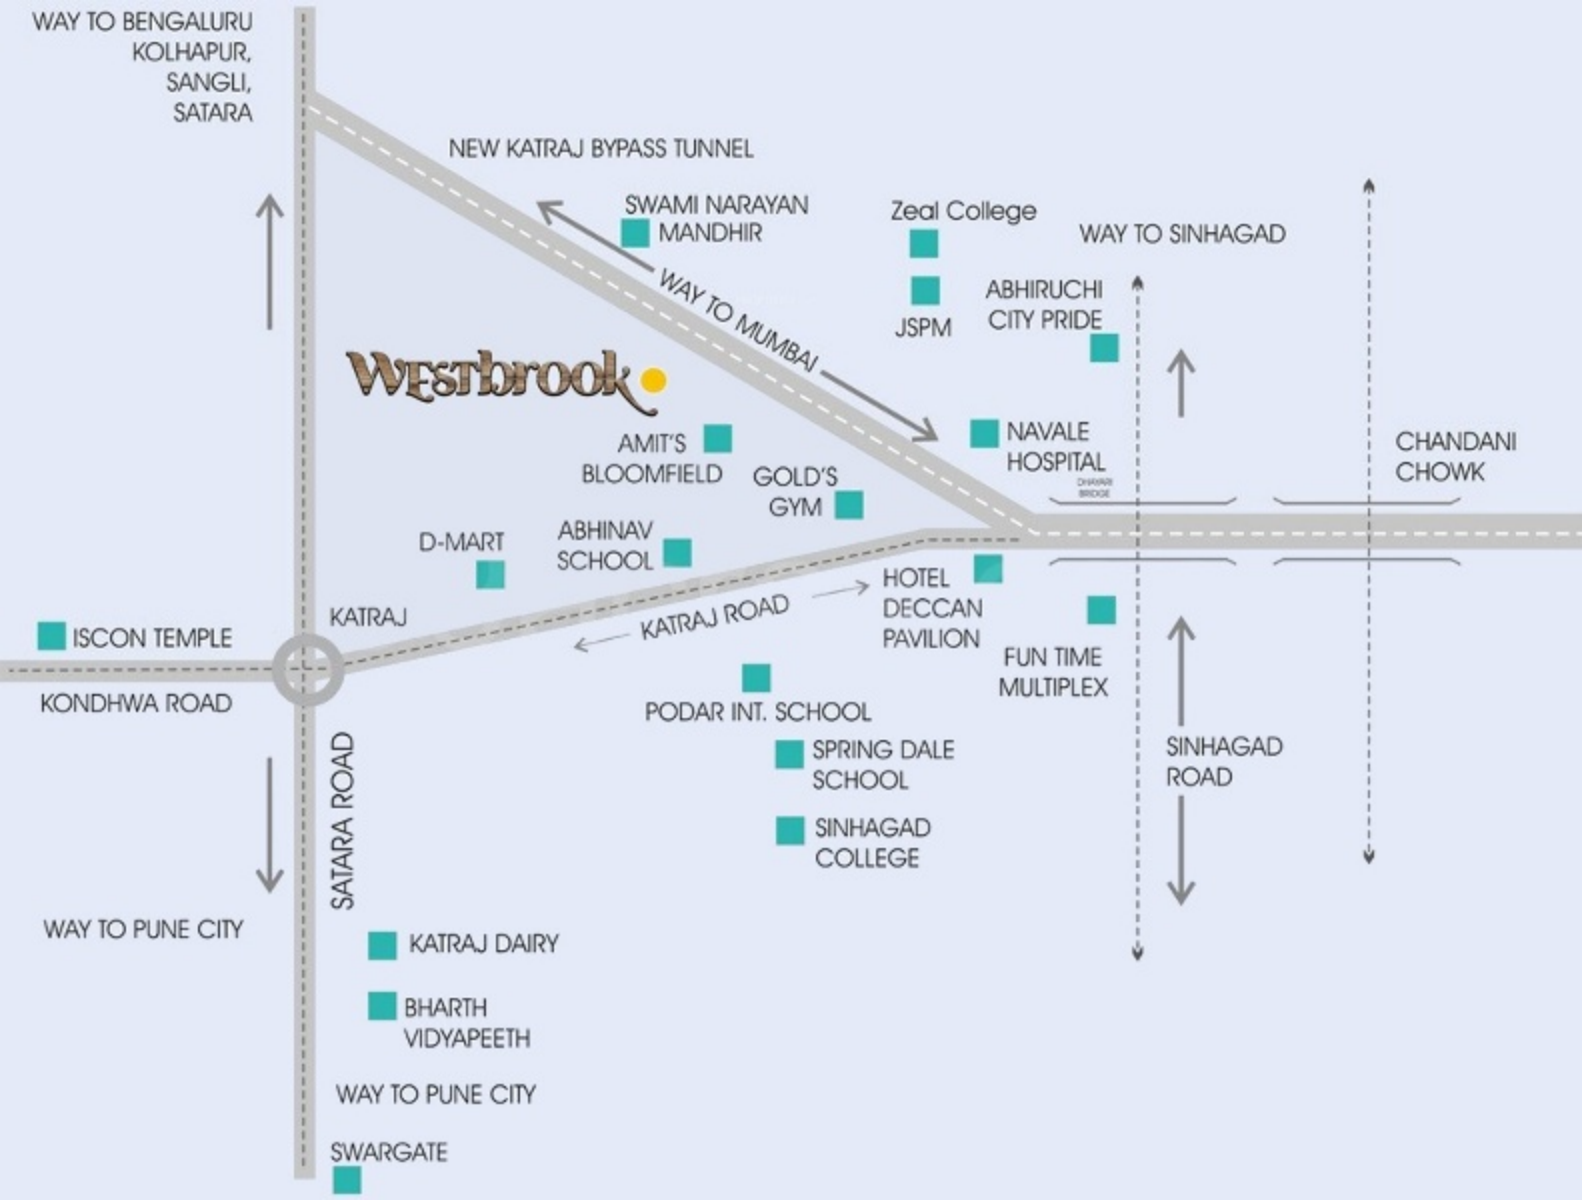 WAY TO BENGALURU
KOLHAPUR,
SANGLI,
SATARA
NEW KATRAJ BYPASS TUNNEL
SWAMI NARAYAN
MANDHIR
Zeal College
JSPM
WAY TO SINHAGAD
ABHIRUCHI
CITY PRIDE
WAY TO MUMBAI
Westbrook
AMIT'S
BLOOMFIELD
GOLD'S
GYM
NAVALE
HOSPITAL
DHAYARI
BRIDGE
CHANDANI
CHOWK
D-MART
ABHINAV
SCHOOL
KATRAJ
ISCON TEMPLE
KONDHWA ROAD
KATRAJ ROAD
HOTEL
DECCAN
PAVILION
FUN TIME
MULTIPLEX
PODAR INT. SCHOOL
SPRING DALE
SCHOOL
SINHAGAD
COLLEGE
SINHAGAD
ROAD
SATARA ROAD
WAY TO PUNE CITY
KATRAJ DAIRY
BHARTH
VIDYAPEETH
WAY TO PUNE CITY
SWARGATE